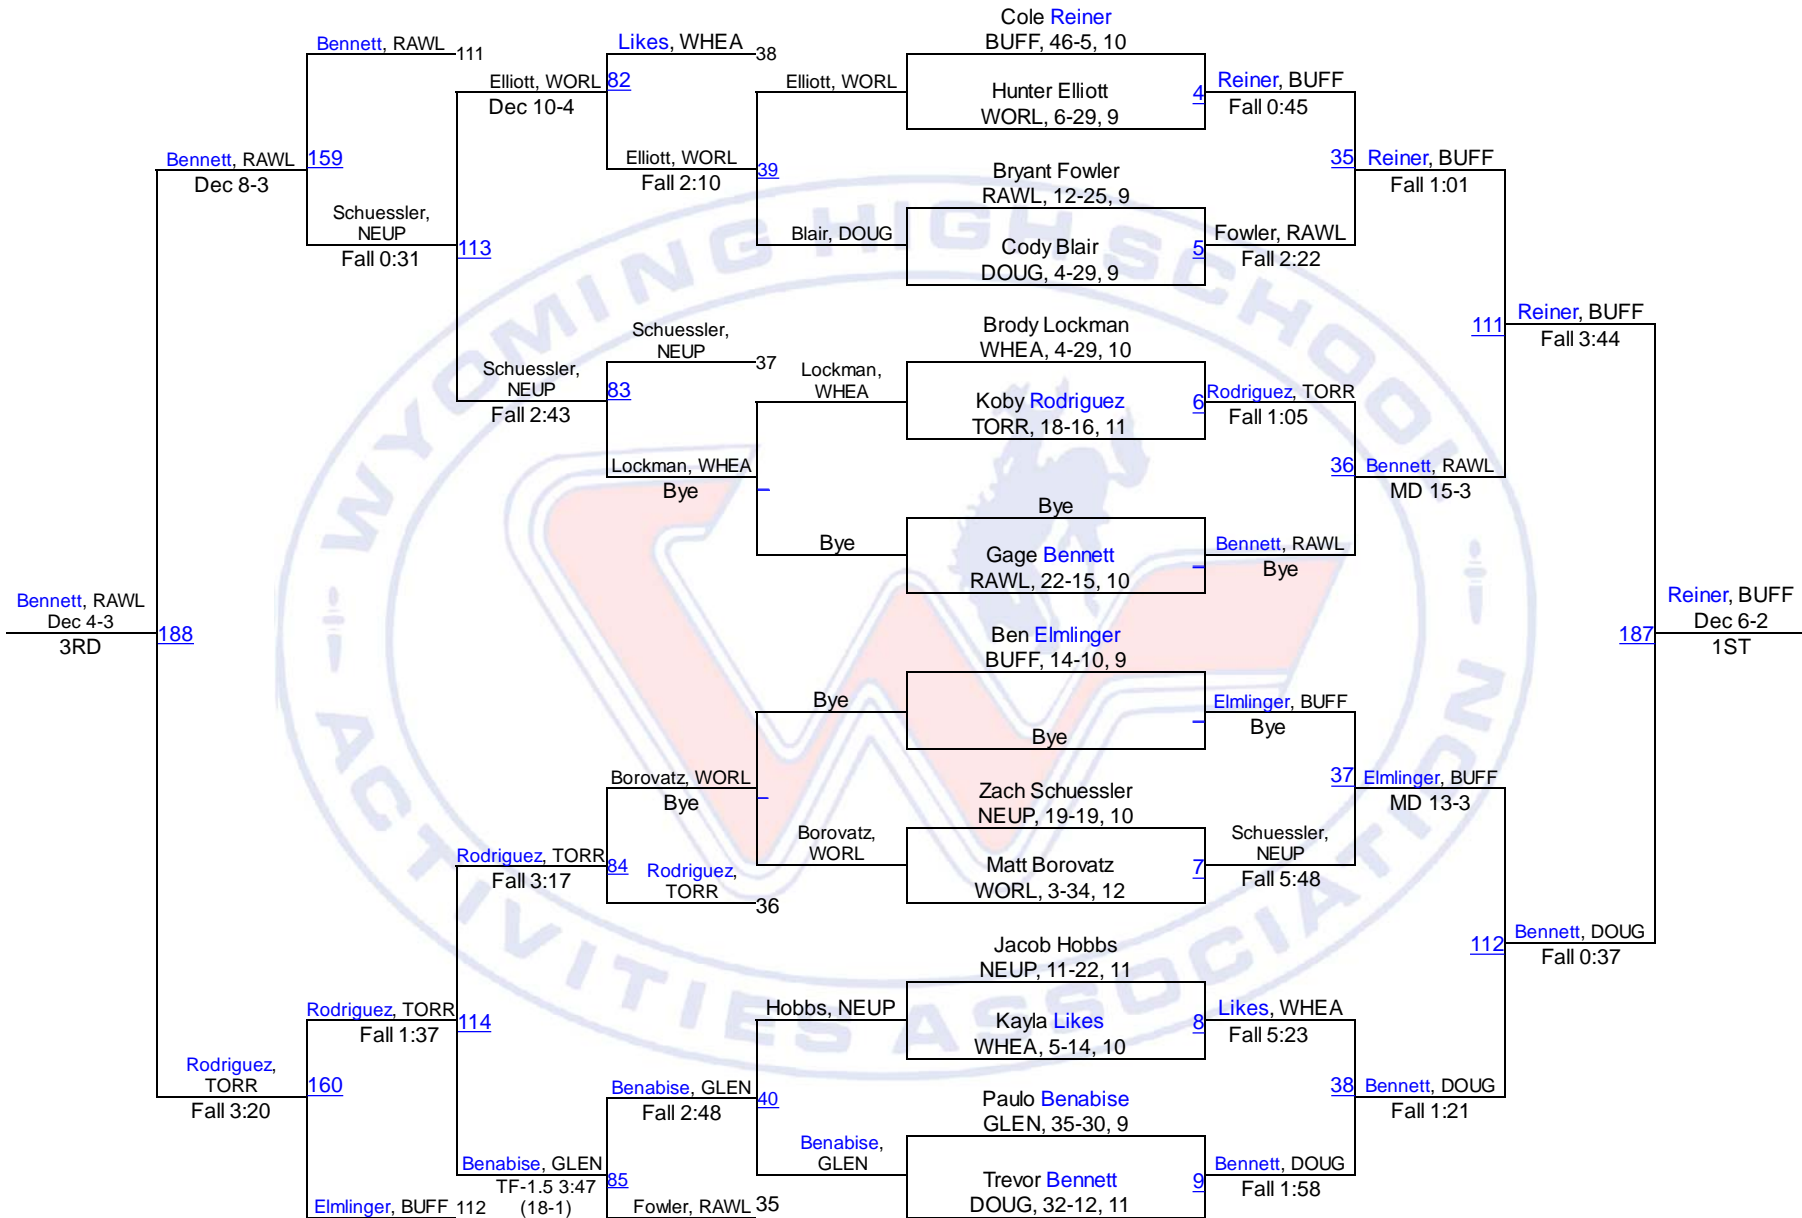 Cole Reiner
BUFF, 46-5, 10
Hunter Elliott
WORL, 6-29, 9
4
Bryant Fowler
RAWL, 12-25, 9
Cody Blair
DOUG, 4-29, 9
5
Brody Lockman
WHEA, 4-29, 10
Koby Rodriguez
TORR, 18-16, 11
6
Bye
Gage Bennett
RAWL, 22-15, 10
Ben Elmlinger
BUFF, 14-10, 9
Bye
Zach Schuessler
NEUP, 19-19, 10
Matt Borovatz
WORL, 3-34, 12
7
Jacob Hobbs
NEUP, 11-22, 11
Kayla Likes
WHEA, 5-14, 10
8
Paulo Benabise
GLEN, 35-30, 9
Trevor Bennett
DOUG, 32-12, 11
9
Reiner, BUFF
Fall 0:45
Fowler, RAWL
Fall 2:22
Rodriguez, TORR
Fall 1:05
Bennett, RAWL
Bye
Elmlinger, BUFF
Bye
Schuessler,
NEUP
Fall 5:48
Likes, WHEA
Fall 5:23
Bennett, DOUG
Fall 1:58
35
Reiner, BUFF
Fall 1:01
36
Bennett, RAWL
MD 15-3
37
Elmlinger, BUFF
MD 13-3
38
Bennett, DOUG
Fall 1:21
111
Reiner, BUFF
Fall 3:44
112
Bennett, DOUG
Fall 0:37
187
Reiner, BUFF
Dec 6-2
1ST
Elliott, WORL
Blair, DOUG
Lockman,
WHEA
Bye
Bye
Borovatz,
WORL
Hobbs, NEUP
Benabise,
GLEN
Likes, WHEA
38
Elliott, WORL
Fall 2:10
39
Schuessler,
NEUP
37
Lockman, WHEA
Bye
Borovatz, WORL
Bye
Rodriguez,
TORR
36
Benabise, GLEN
Fall 2:48
40
Fowler, RAWL
35
Elliott, WORL
Dec 10-4
82
Schuessler,
NEUP
Fall 2:43
83
Rodriguez, TORR
Fall 3:17
84
Benabise, GLEN
TF-1.5 3:47
(18-1)
85
Bennett, RAWL
111
Schuessler,
NEUP
Fall 0:31
113
Rodriguez, TORR
Fall 1:37
114
Elmlinger, BUFF
112
Bennett, RAWL
Dec 8-3
159
Rodriguez,
TORR
Fall 3:20
160
Bennett, RAWL
Dec 4-3
3RD
188
WYOMING HIGH SCHOOL
ACTIVITIES ASSOCIATION